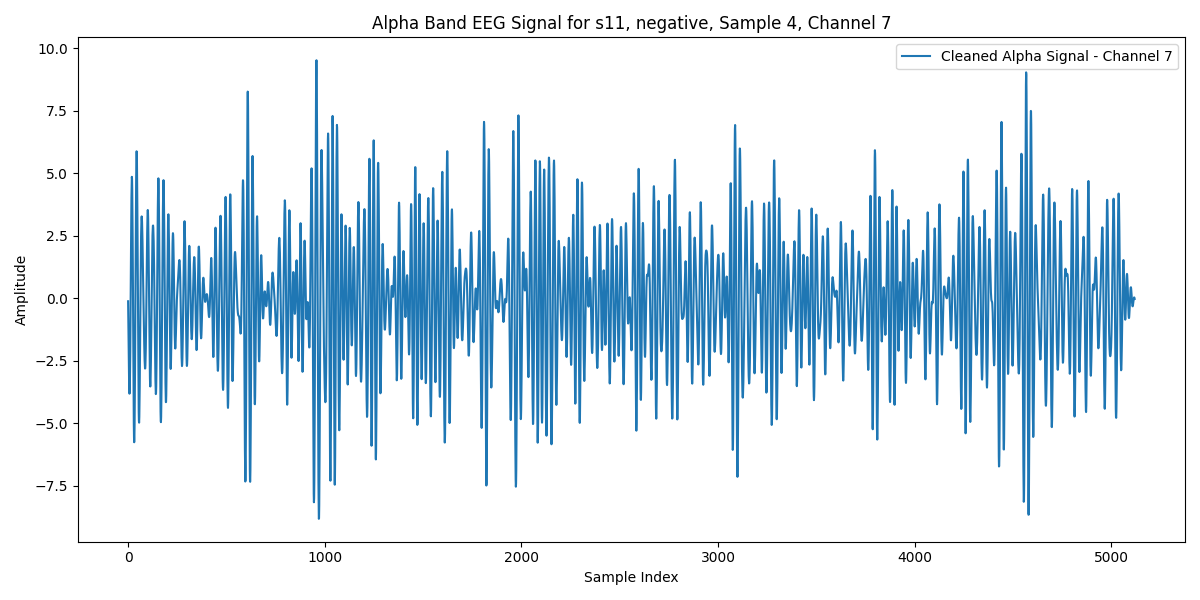 Alpha Band EEG Signal for s11, negative, Sample 4, Channel 7
Cleaned Alpha Signal - Channel 7
Amplitude
10.0
7.5
5.0
2.5
0.0
−2.5
−5.0
−7.5
0 1000 2000 3000 4000 5000
Sample Index